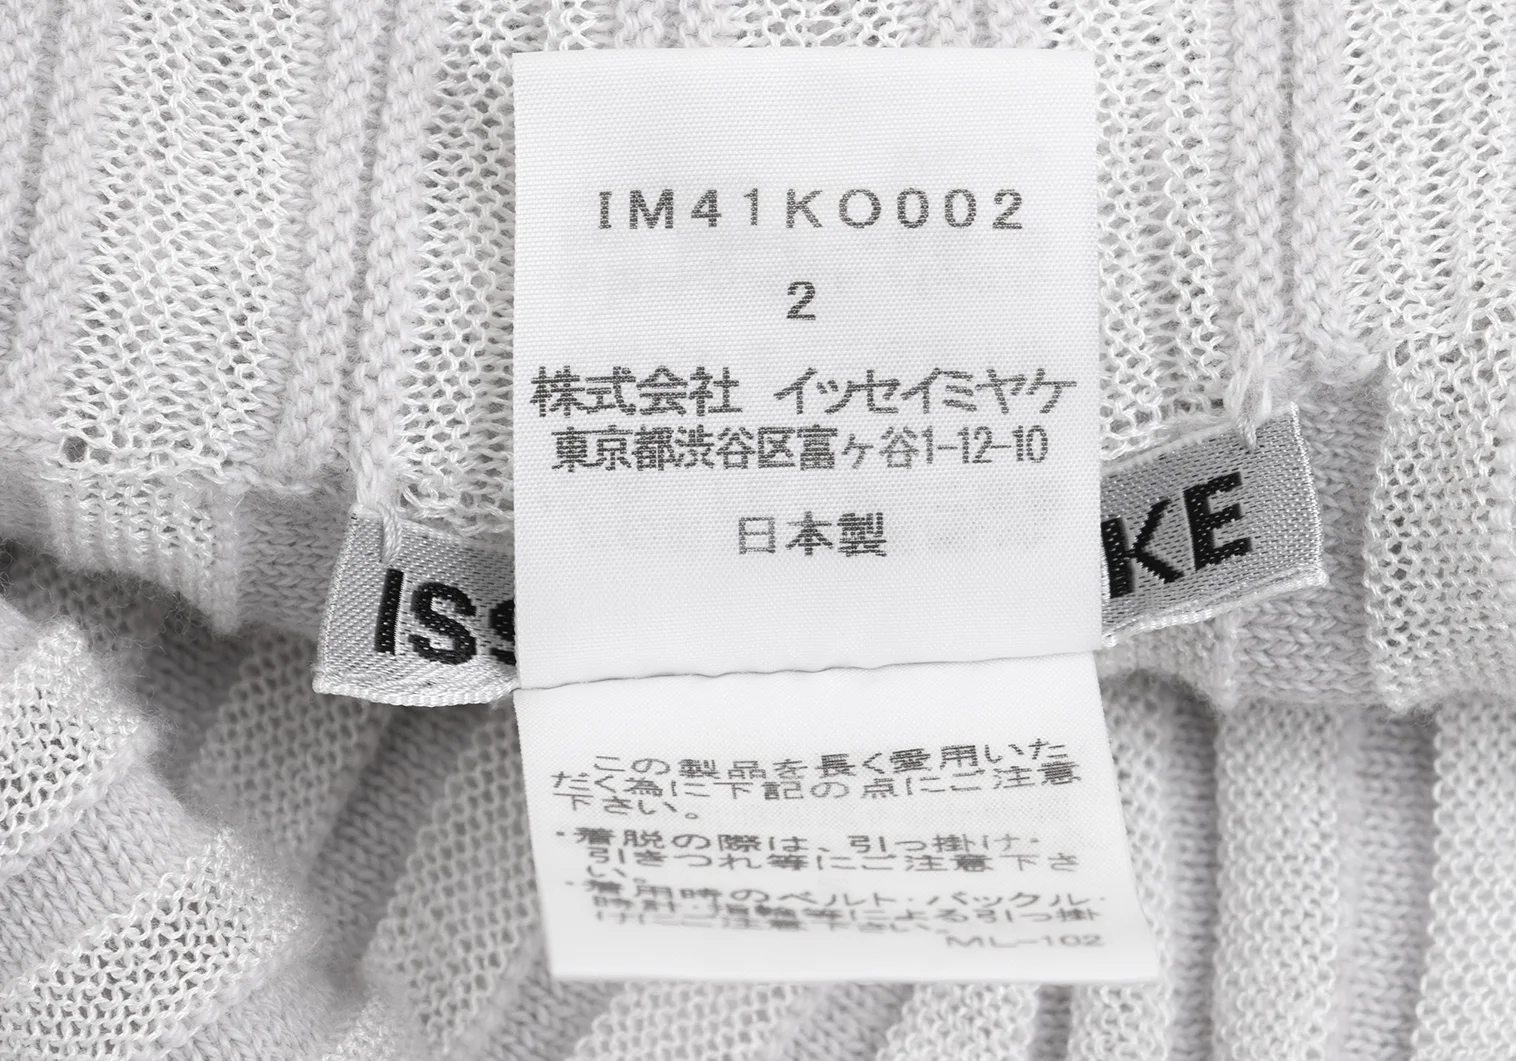 IM41KO002
2
株式会社 イッセイミヤケ
東京都渋谷区富ヶ谷1-12-10
日本製
ISS
KE
この製品を長く愛用いた
だく為に下記の点にご注意
下さい。
・着脱の際は、引っ掛け・
引きつれ等にご注意下さ
い。
・着用時のベルト・バックル・
時計・指輪等による引っ掛
けにご注意下さい。
ML-102